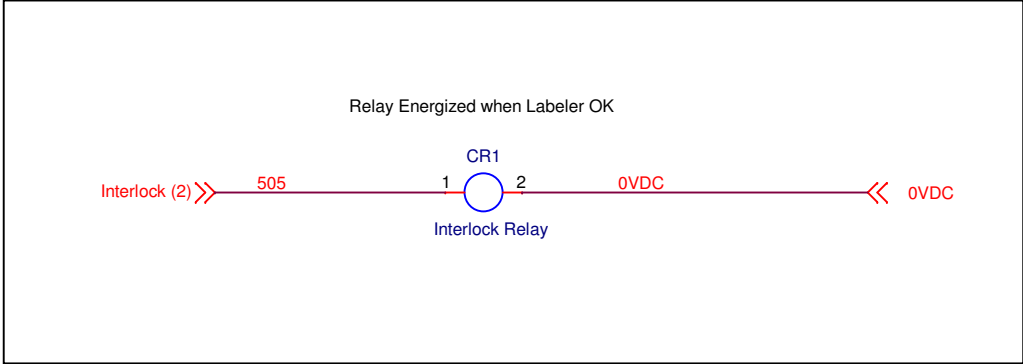 Relay Energized when Labeler OK
CR1
Interlock (2) 505 1 2 0VDC 0VDC
Interlock Relay